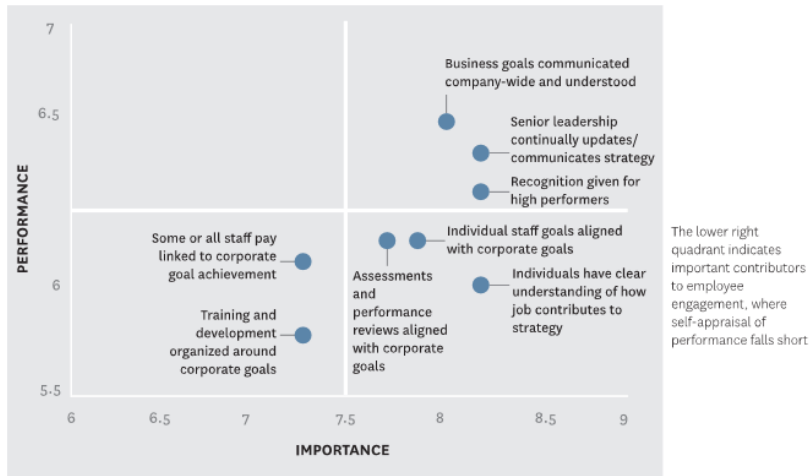 7
6.5
6
5.5
PERFORMANCE
Business goals communicated
company-wide and understood
Senior leadership
continually updates/
communicates strategy
Recognition given for
high performers
Some or all staff pay
linked to corporate
goal achievement
Training and
development
organized around
corporate goals
Assessments
and
performance
reviews aligned
with corporate
goals
Individual staff goals aligned
with corporate goals
Individuals have clear
understanding of how
job contributes to
strategy
6
6.5
7
7.5
8
8.5
9
IMPORTANCE
The lower right
quadrant indicates
important contributors
to employee
engagement, where
self-appraisal of
performance falls short